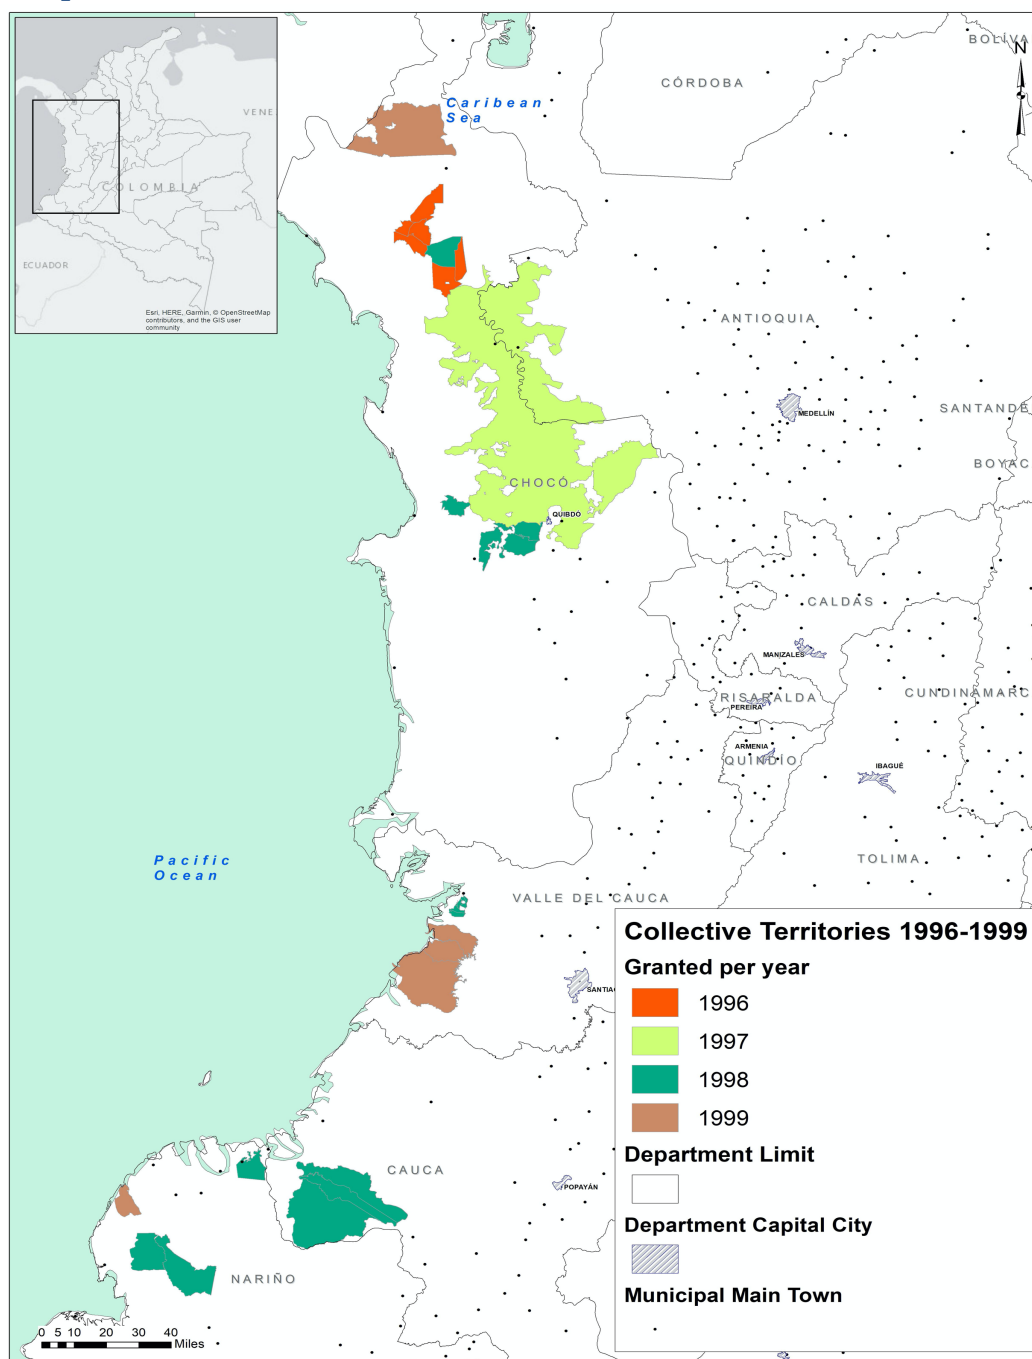 BOLÍVA
N
CÓRDOBA
Caribean
Sea
VENE
COLOMBIA
ECUADOR
Esri, HERE, Garmin, © OpenStreetMap
contributors, and the GIS user
community
ANTIOQUIA
MEDELLÍN
SANTANDE
BOYAC
CHOCÓ
QUIBDÓ
CALDAS
MANIZALES
RISARALDA
PEREIRA
CUNDINAMARC
ARMENIA
QUINDÍO
IBAGUÉ
Pacific
Ocean
TOLIMA
VALLE DEL CAUCA
SANTIAG
Collective Territories 1996-1999
Granted per year
1996
1997
1998
1999
Department Limit
Department Capital City
Municipal Main Town
CAUCA
POPAYÁN
NARIÑO
0 5 10 20 30 40
Miles